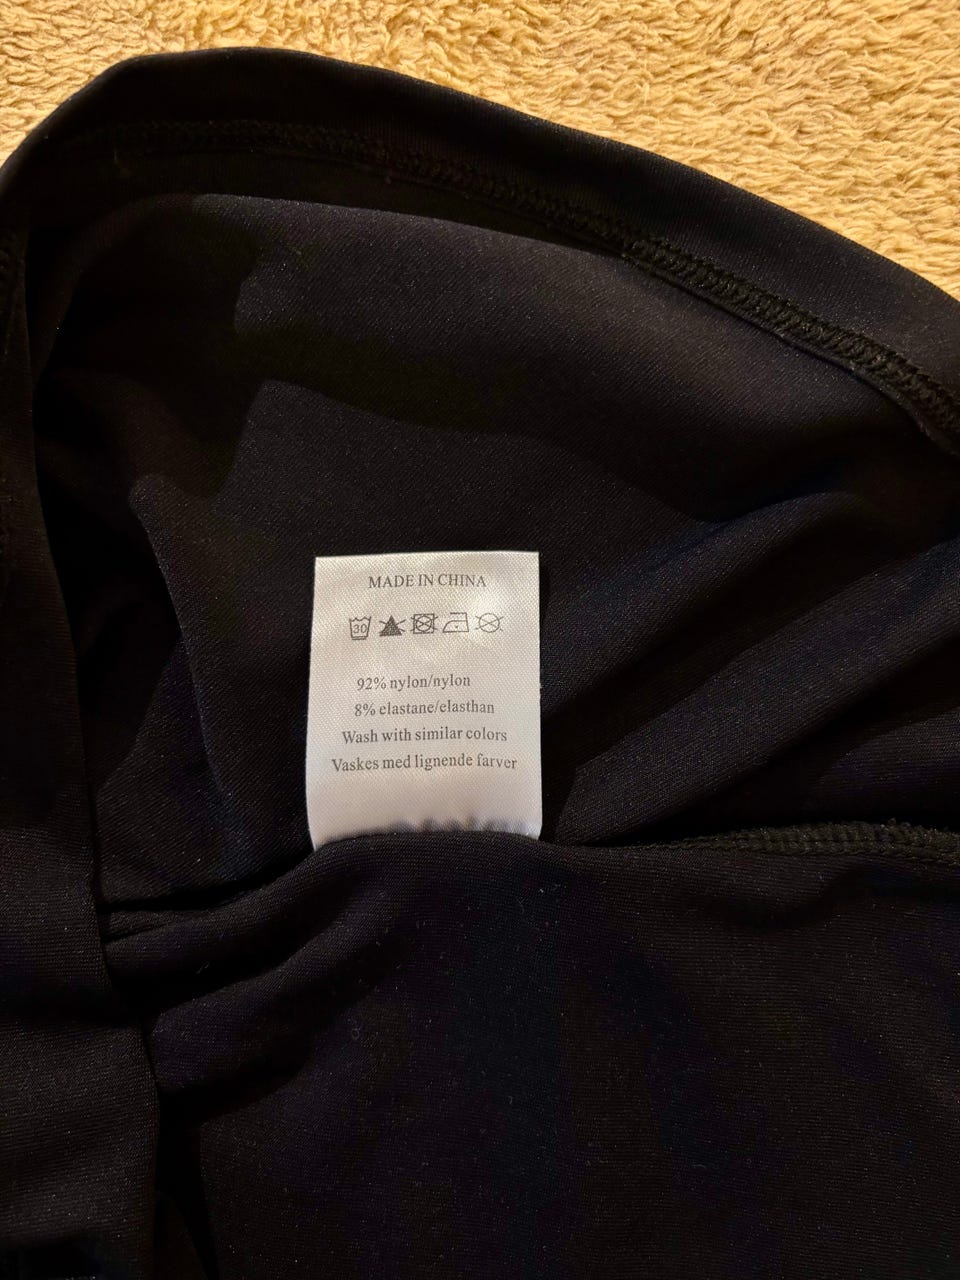 MADE IN CHINA
30
92% nylon/nylon
8% elastane/elasthan
Wash with similar colors
Vaskes med lignende farver